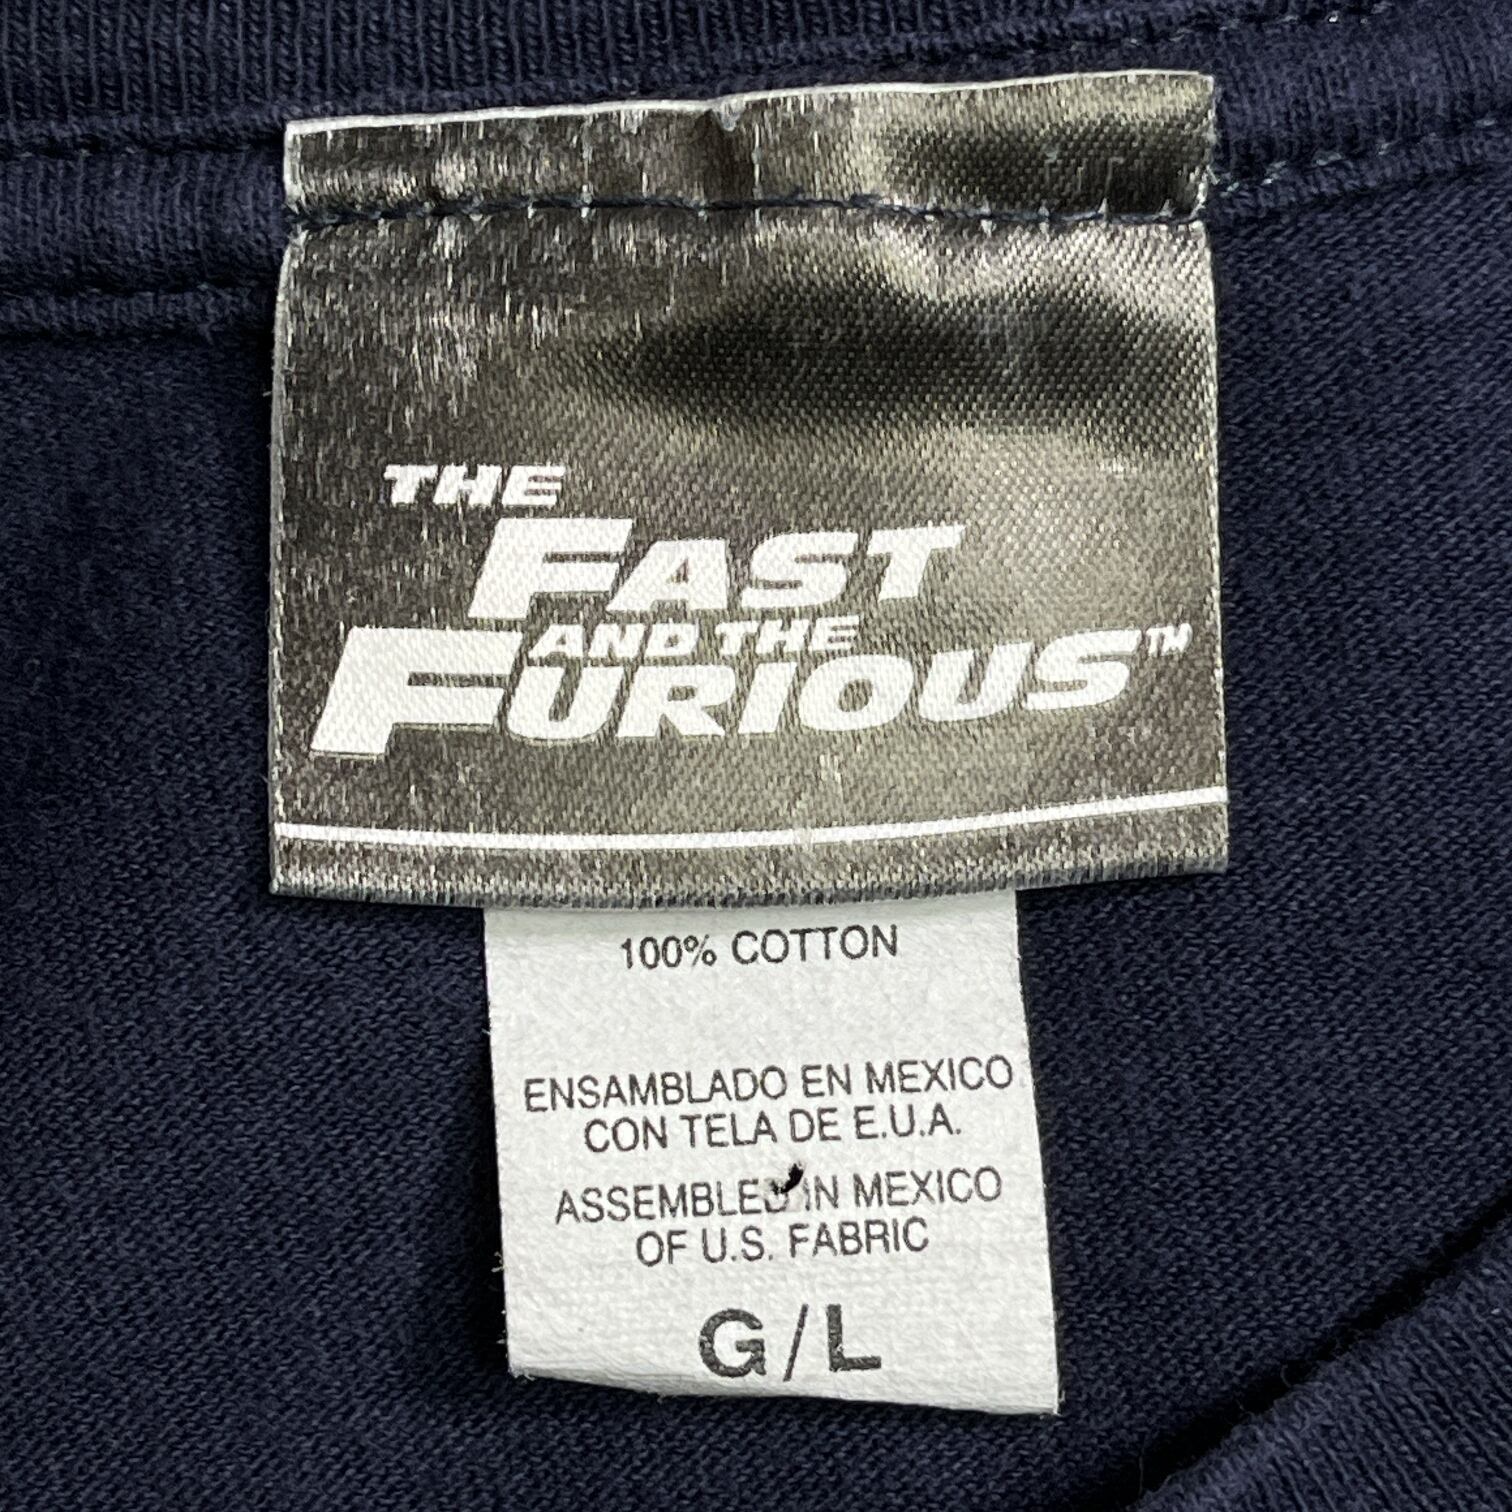 THE
FAST
AND THE
FURIOUS™
100% COTTON
ENSAMBLADO EN MEXICO
CON TELA DE E.U.A.
ASSEMBLED IN MEXICO
OF U.S. FABRIC
G/L